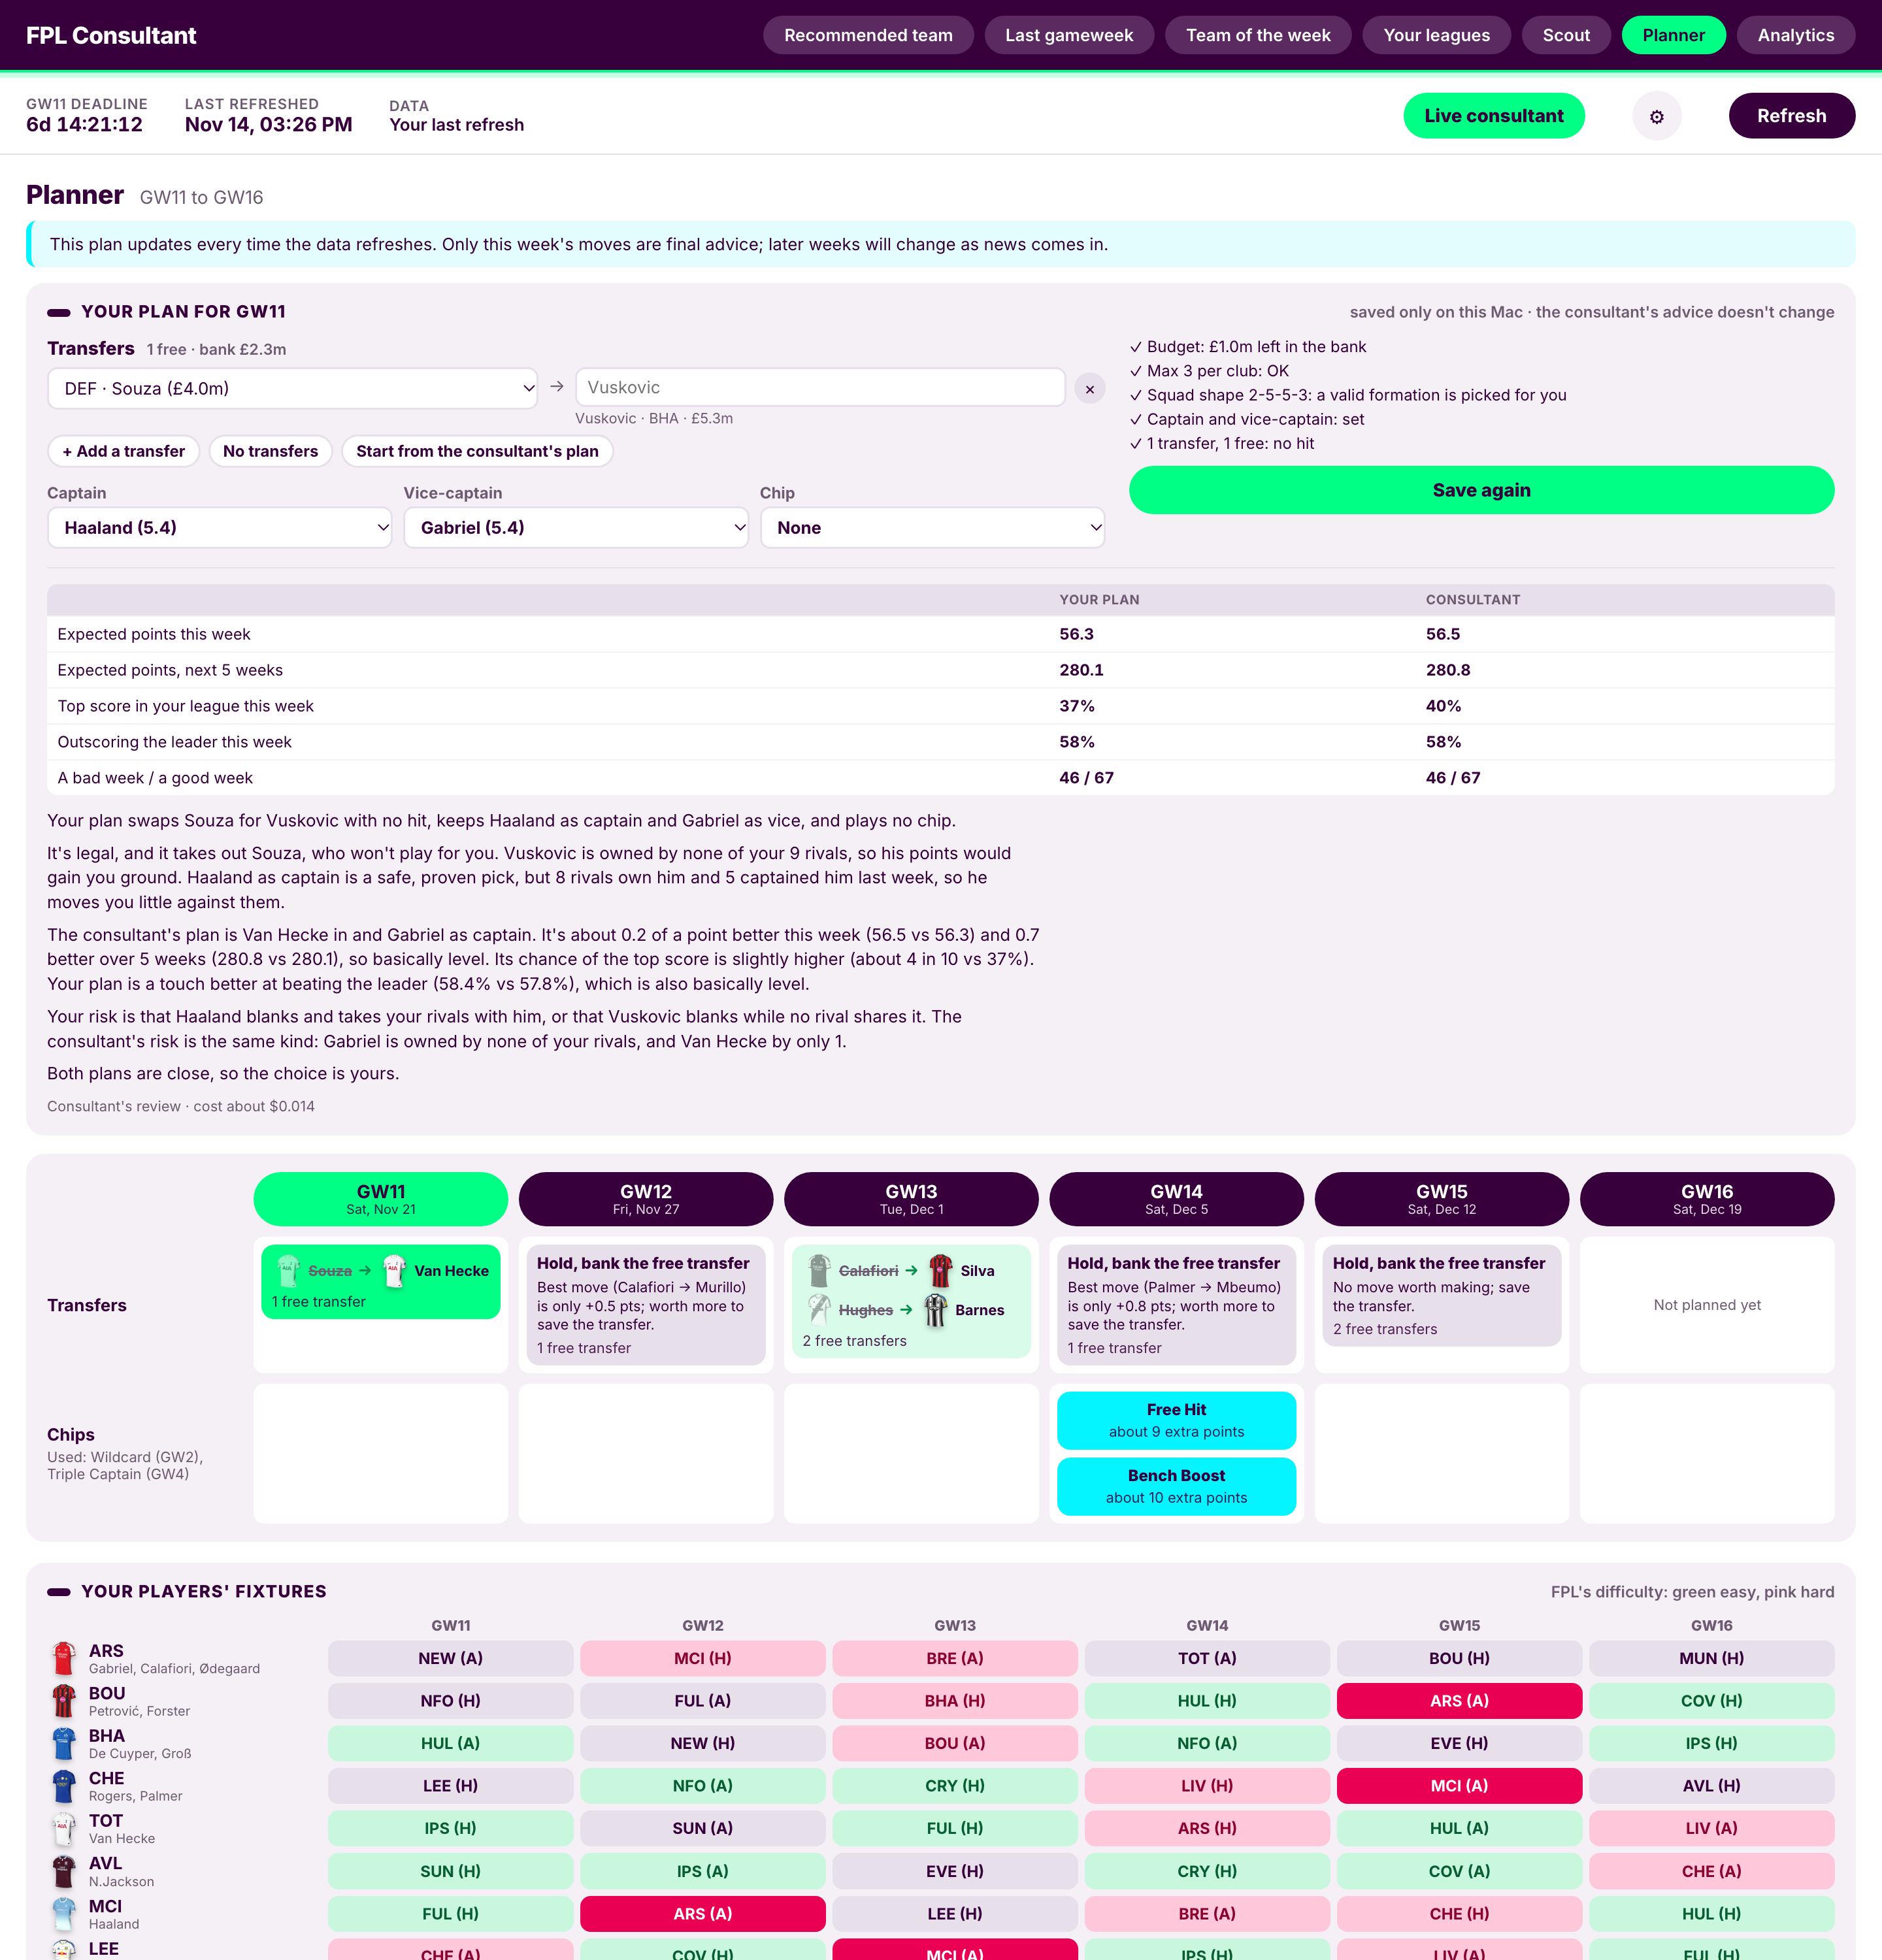 FPL Consultant
Recommended team
Last gameweek
Team of the week
Your leagues
Scout
Planner
Analytics
GW11 DEADLINE
6d 14:21:12
LAST REFRESHED
Nov 14, 03:26 PM
DATA
Your last refresh
Live consultant
Refresh
Planner GW11 to GW16
This plan updates every time the data refreshes. Only this week's moves are final advice; later weeks will change as news comes in.
YOUR PLAN FOR GW11
saved only on this Mac · the consultant's advice doesn't change
Transfers 1 free · bank £2.3m
DEF · Souza (£4.0m) → Vuskovic ×
Vuskovic · BHA · £5.3m
+ Add a transfer
No transfers
Start from the consultant's plan
Captain
Haaland (5.4)
Vice-captain
Gabriel (5.4)
Chip
None
✓ Budget: £1.0m left in the bank
✓ Max 3 per club: OK
✓ Squad shape 2-5-5-3: a valid formation is picked for you
✓ Captain and vice-captain: set
✓ 1 transfer, 1 free: no hit
Save again
YOUR PLAN CONSULTANT
Expected points this week 56.3 56.5
Expected points, next 5 weeks 280.1 280.8
Top score in your league this week 37% 40%
Outscoring the leader this week 58% 58%
A bad week / a good week 46 / 67 46 / 67
Your plan swaps Souza for Vuskovic with no hit, keeps Haaland as captain and Gabriel as vice, and plays no chip.
It's legal, and it takes out Souza, who won't play for you. Vuskovic is owned by none of your 9 rivals, so his points would
gain you ground. Haaland as captain is a safe, proven pick, but 8 rivals own him and 5 captained him last week, so he
moves you little against them.
The consultant's plan is Van Hecke in and Gabriel as captain. It's about 0.2 of a point better this week (56.5 vs 56.3) and 0.7
better over 5 weeks (280.8 vs 280.1), so basically level. Its chance of the top score is slightly higher (about 4 in 10 vs 37%).
Your plan is a touch better at beating the leader (58.4% vs 57.8%), which is also basically level.
Your risk is that Haaland blanks and takes your rivals with him, or that Vuskovic blanks while no rival shares it. The
consultant's risk is the same kind: Gabriel is owned by none of your rivals, and Van Hecke by only 1.
Both plans are close, so the choice is yours.
Consultant's review · cost about $0.014
GW11
Sat, Nov 21
GW12
Fri, Nov 27
GW13
Tue, Dec 1
GW14
Sat, Dec 5
GW15
Sat, Dec 12
GW16
Sat, Dec 19
Transfers
Souza → Van Hecke
1 free transfer
Hold, bank the free transfer
Best move (Calafiori → Murillo)
is only +0.5 pts; worth more to
save the transfer.
1 free transfer
Calafiori → Silva
Hughes → Barnes
2 free transfers
Hold, bank the free transfer
Best move (Palmer → Mbeumo)
is only +0.8 pts; worth more to
save the transfer.
1 free transfer
Hold, bank the free transfer
No move worth making; save
the transfer.
2 free transfers
Not planned yet
Chips
Used: Wildcard (GW2),
Triple Captain (GW4)
Free Hit
about 9 extra points
Bench Boost
about 10 extra points
YOUR PLAYERS' FIXTURES
FPL's difficulty: green easy, pink hard
GW11 GW12 GW13 GW14 GW15 GW16
ARS
Gabriel, Calafiori, Ødegaard
NEW (A) MCI (H) BRE (A) TOT (A) BOU (H) MUN (H)
BOU
Petrović, Forster
NFO (H) FUL (A) BHA (H) HUL (H) ARS (A) COV (H)
BHA
De Cuyper, Groß
HUL (A) NEW (H) BOU (A) NFO (A) EVE (H) IPS (H)
CHE
Rogers, Palmer
LEE (H) NFO (A) CRY (H) LIV (H) MCI (A) AVL (H)
TOT
Van Hecke
IPS (H) SUN (A) FUL (H) ARS (H) HUL (A) LIV (A)
AVL
N.Jackson
SUN (H) IPS (A) EVE (H) CRY (H) COV (A) CHE (A)
MCI
Haaland
FUL (H) ARS (A) LEE (H) BRE (A) CHE (H) HUL (H)
LEE
CHE (A) COV (H) MCI (A) IPS (H) LIV (A) FUL (H)